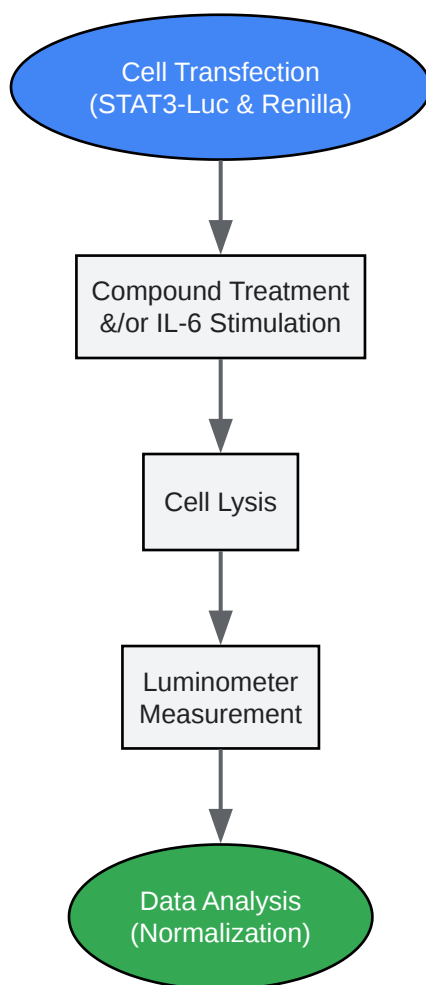 Cell Transfection
(STAT3-Luc & Renilla)
Compound Treatment
&/or IL-6 Stimulation
Cell Lysis
Luminometer
Measurement
Data Analysis
(Normalization)